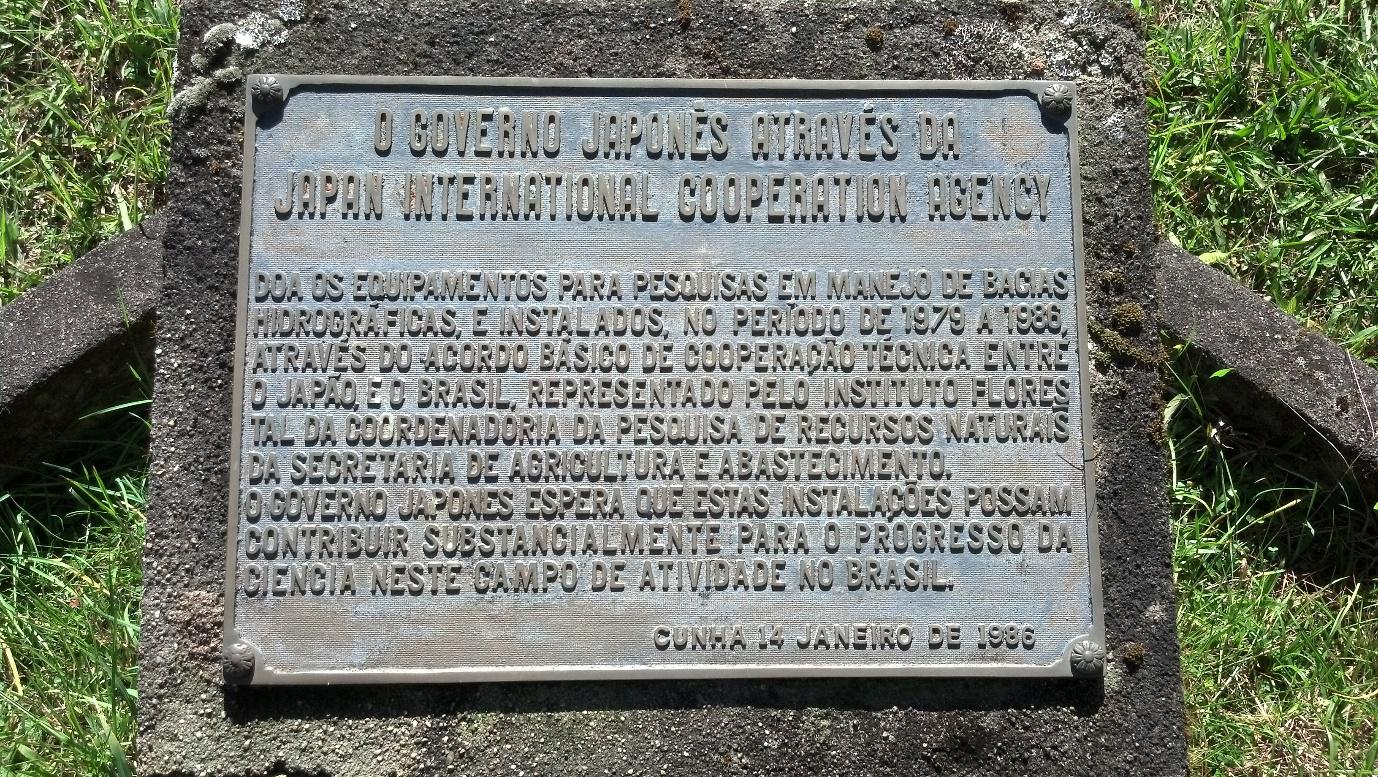 O GOVERNO JAPONÊS ATRAVÉS DA
JAPAN INTERNATIONAL COOPERATION AGENCY
DOA OS EQUIPAMENTOS PARA PESQUISAS EM MANEJO DE BACIAS
HIDROGRÁFICAS, E INSTALADOS, NO PERÍODO DE 1979 A 1986,
ATRAVÉS DO ACORDO BÁSICO DE COOPERAÇÃO TÉCNICA ENTRE
O JAPÃO, E O BRASIL, REPRESENTADO PELO INSTITUTO FLORES
TAL DA COORDENADORIA DA PESQUISA DE RECURSOS NATURAIS
DA SECRETARIA DE AGRICULTURA E ABASTECIMENTO.
O GOVERNO JAPONES ESPERA QUE ESTAS INSTALAÇÕES POSSAM
CONTRIBUIR SUBSTANCIALMENTE PARA O PROGRESSO DA
CIENCIA NESTE CAMPO DE ATIVIDADE NO BRASIL.
CUNHA 14 JANEIRO DE 1986